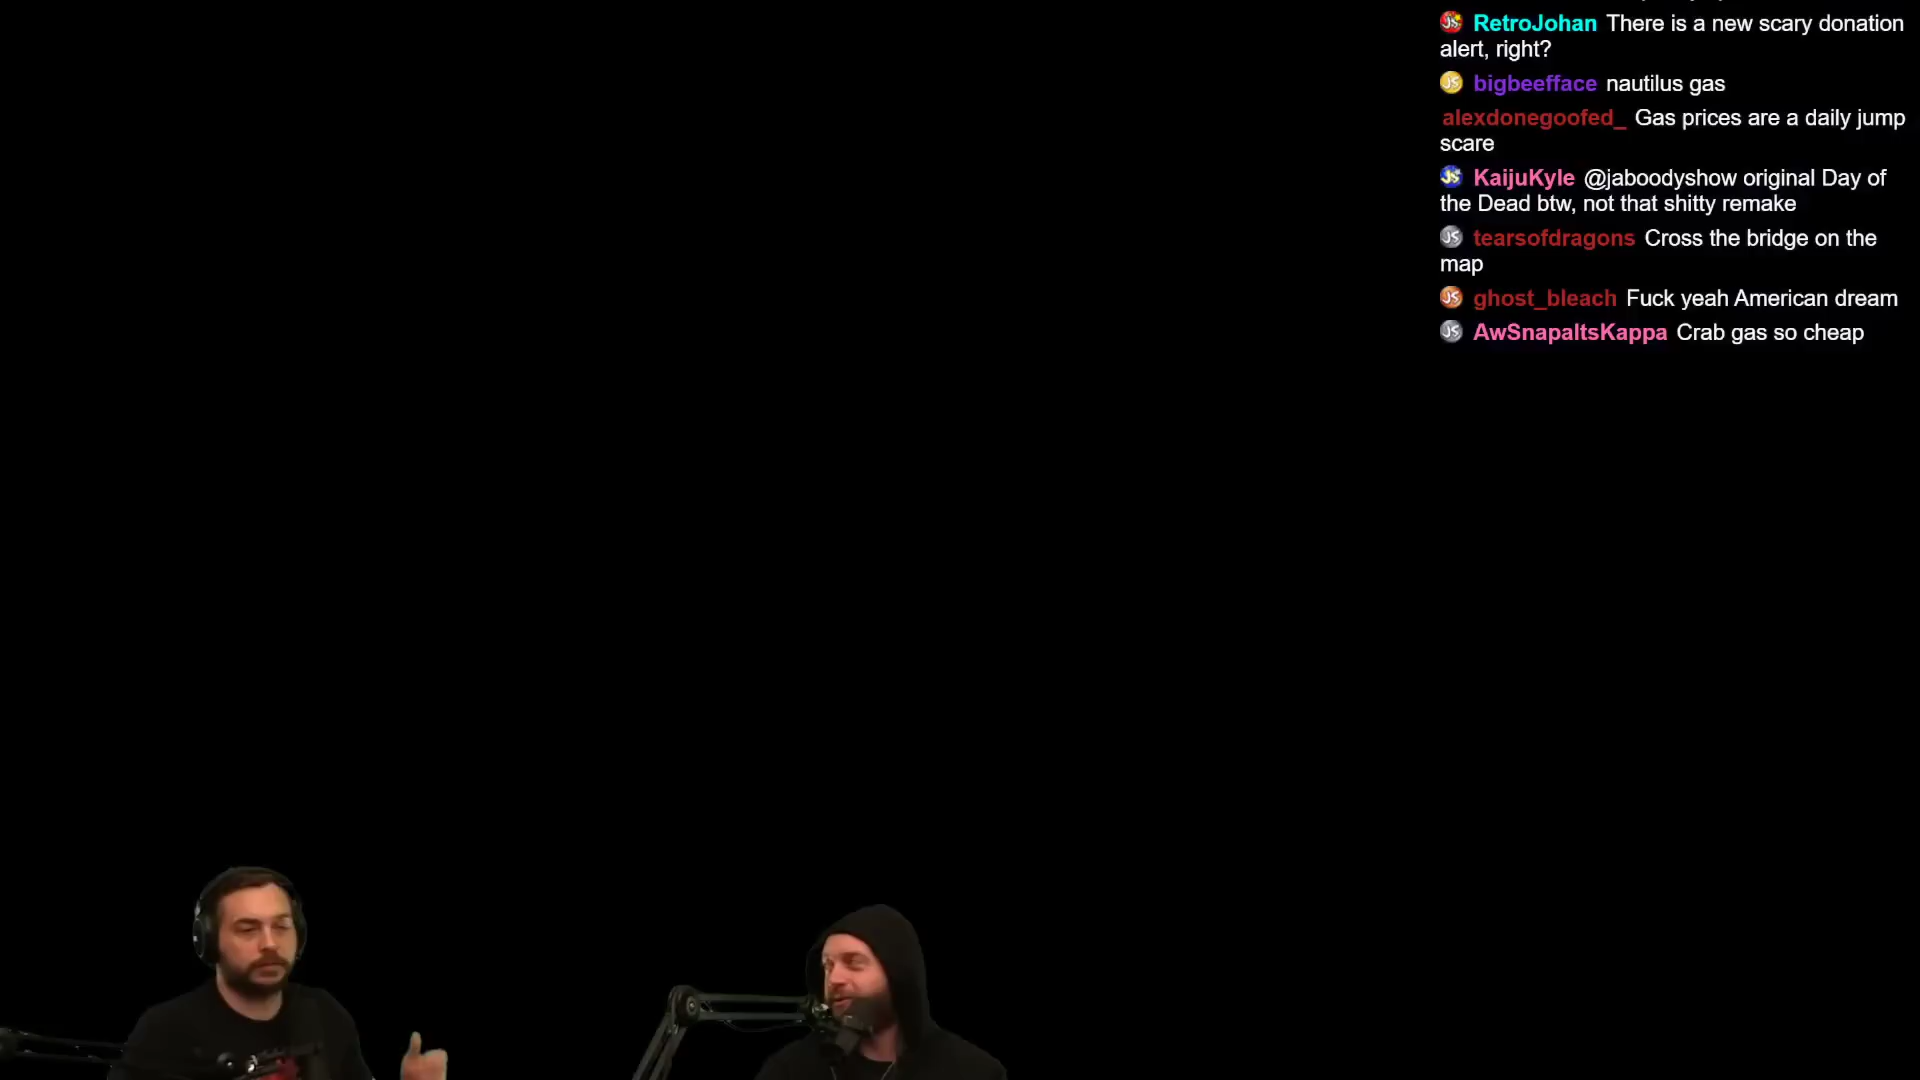 RetroJohan There is a new scary donation
alert, right?
bigbeefface nautilus gas
alexdonegoofed_ Gas prices are a daily jump
scare
KaijuKyle @jaboodyshow original Day of
the Dead btw, not that shitty remake
tearsofdragons Cross the bridge on the
map
ghost_bleach Fuck yeah American dream
AwSnapaItsKappa Crab gas so cheap